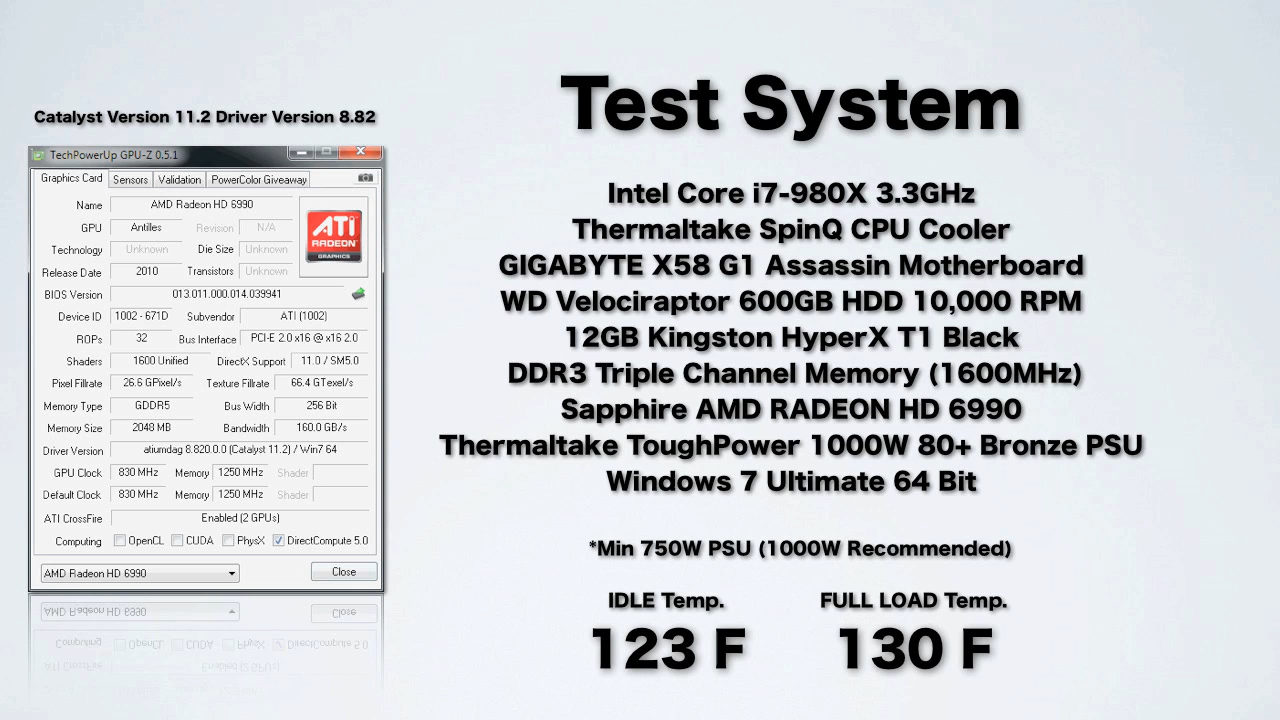 Test System
Catalyst Version 11.2 Driver Version 8.82
TechPowerUp GPU-Z 0.5.1
Graphics Card Sensors Validation PowerColor Giveaway
Name AMD Radeon HD 6990
GPU Antilles Revision N/A
Technology Unknown Die Size Unknown
Release Date 2010 Transistors Unknown
BIOS Version 013.011.000.014.039941
Device ID 1002 - 671D Subvendor ATI (1002)
ROPs 32 Bus Interface PCI-E 2.0 x16 @ x16 2.0
Shaders 1600 Unified DirectX Support 11.0 / SM5.0
Pixel Fillrate 26.6 GPixel/s Texture Fillrate 66.4 GTexel/s
Memory Type GDDR5 Bus Width 256 Bit
Memory Size 2048 MB Bandwidth 160.0 GB/s
Driver Version atiumdag 8.820.0.0 (Catalyst 11.2) / Win7 64
GPU Clock 830 MHz Memory 1250 MHz Shader
Default Clock 830 MHz Memory 1250 MHz Shader
ATI CrossFire Enabled (2 GPUs)
Computing OpenCL CUDA PhysX DirectCompute 5.0
AMD Radeon HD 6990 Close
ATI
RADEON
GRAPHICS
Intel Core i7-980X 3.3GHz
Thermaltake SpinQ CPU Cooler
GIGABYTE X58 G1 Assassin Motherboard
WD Velociraptor 600GB HDD 10,000 RPM
12GB Kingston HyperX T1 Black
DDR3 Triple Channel Memory (1600MHz)
Sapphire AMD RADEON HD 6990
Thermaltake ToughPower 1000W 80+ Bronze PSU
Windows 7 Ultimate 64 Bit
*Min 750W PSU (1000W Recommended)
IDLE Temp. FULL LOAD Temp.
123 F 130 F